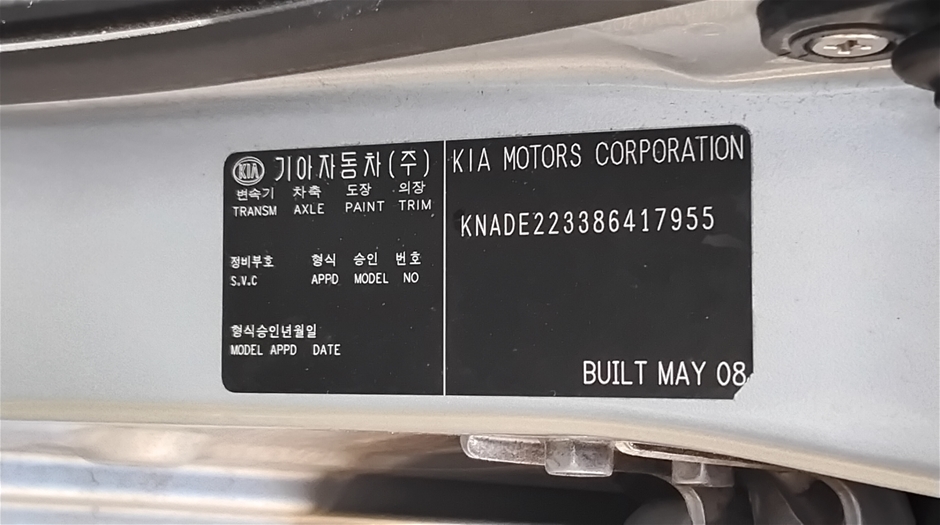 KIA 기아자동차(주)
변속기 차축 도장 의장
TRANSM AXLE PAINT TRIM
정비부호 형식 승인 번호
S.V.C APPD MODEL NO
형식승인년월일
MODEL APPD DATE
KIA MOTORS CORPORATION
KNADE223386417955
BUILT MAY 08